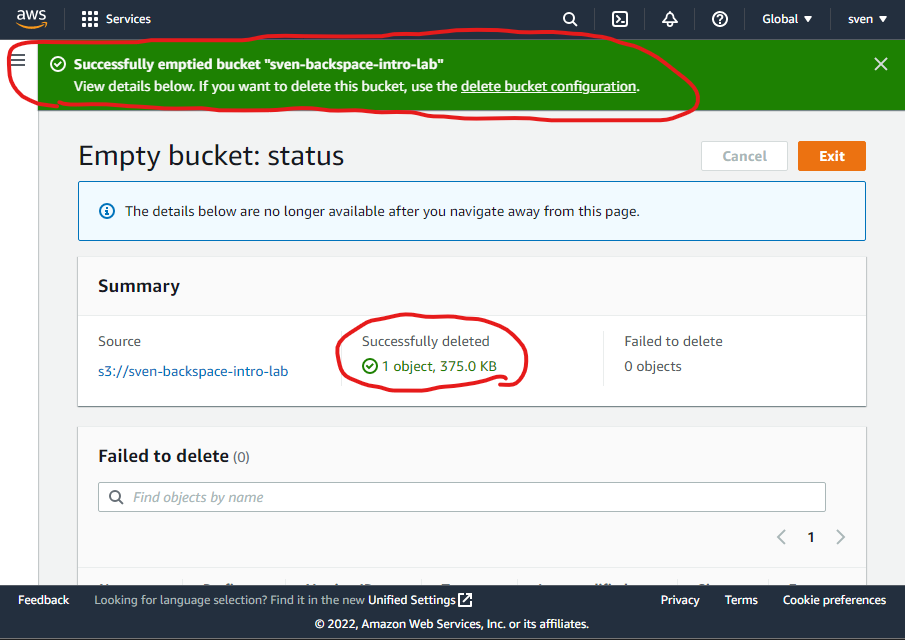 aws
Services
Global ▼
sven ▼
Successfully emptied bucket "sven-backspace-intro-lab"
View details below. If you want to delete this bucket, use the delete bucket configuration.
Empty bucket: status
Cancel
Exit
The details below are no longer available after you navigate away from this page.
Summary
Source
s3://sven-backspace-intro-lab
Successfully deleted
1 object, 375.0 KB
Failed to delete
0 objects
Failed to delete (0)
Find objects by name
1
Feedback
Looking for language selection? Find it in the new Unified Settings
Privacy
Terms
Cookie preferences
© 2022, Amazon Web Services, Inc. or its affiliates.